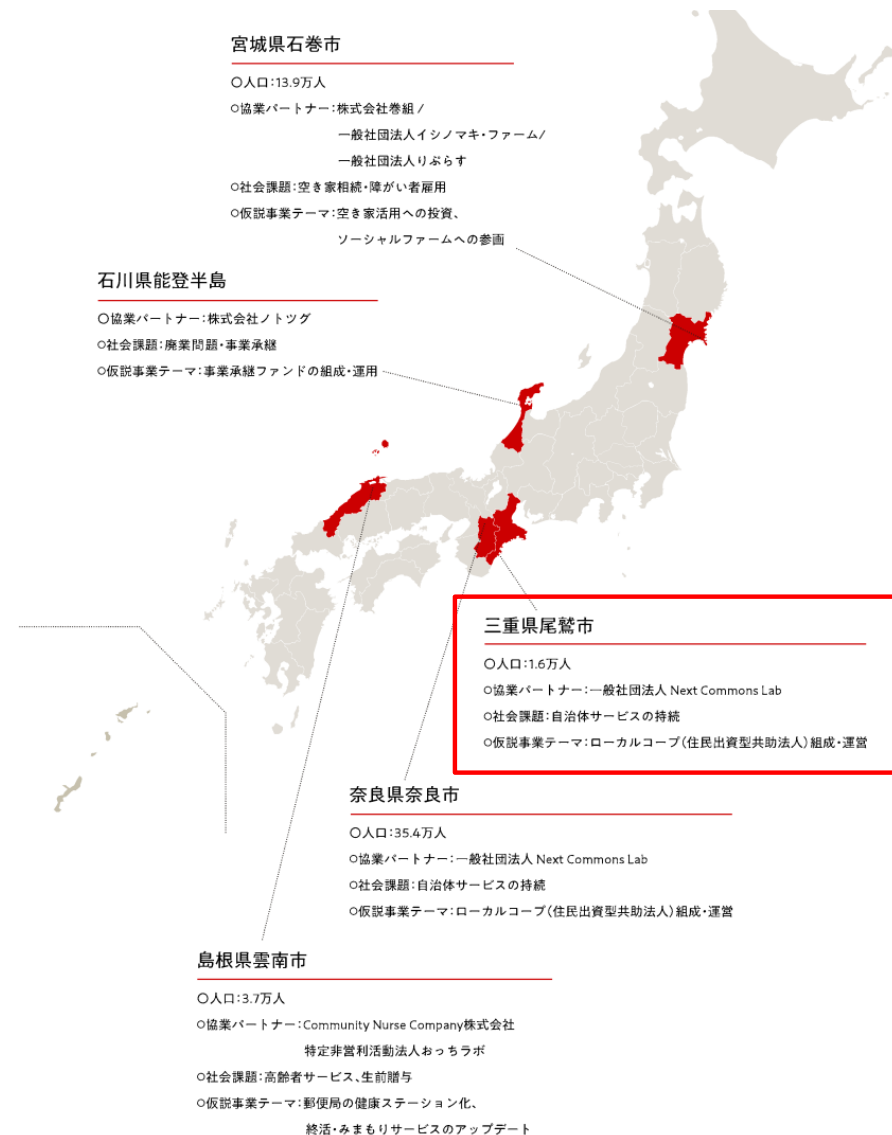 宮城県石巻市
○人口:13.9万人
○協業パートナー:株式会社巻組 /
一般社団法人イシノマキ・ファーム/
一般社団法人りぷらす
○社会課題:空き家相続・障がい者雇用
○仮説事業テーマ:空き家活用への投資、
ソーシャルファームへの参画
石川県能登半島
○協業パートナー:株式会社ノトツグ
○社会課題:廃業問題・事業承継
○仮説事業テーマ:事業承継ファンドの組成・運用
三重県尾鷲市
○人口:1.6万人
○協業パートナー:一般社団法人 Next Commons Lab
○社会課題:自治体サービスの持続
○仮説事業テーマ:ローカルコープ(住民出資型共助法人)組成・運営
奈良県奈良市
○人口:35.4万人
○協業パートナー:一般社団法人 Next Commons Lab
○社会課題:自治体サービスの持続
○仮説事業テーマ:ローカルコープ(住民出資型共助法人)組成・運営
島根県雲南市
○人口:3.7万人
○協業パートナー:Community Nurse Company株式会社
特定非営利活動法人おっちラボ
○社会課題:高齢者サービス、生前贈与
○仮説事業テーマ:郵便局の健康ステーション化、
終活・みまもりサービスのアップデート